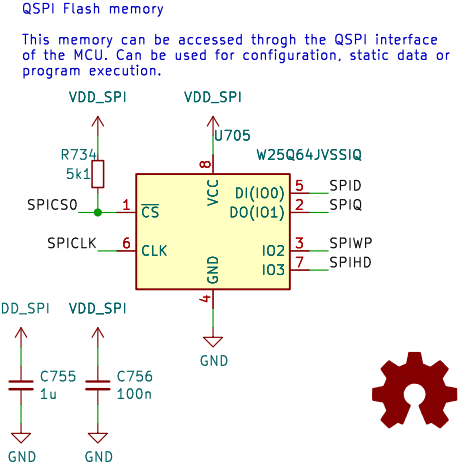 QSPI Flash memory
This memory can be accessed throgh the QSPI interface
of the MCU. Can be used for configuration, static data or
program execution.
VDD_SPI VDD_SPI
U705
R734 W25Q64JVSSIQ
5k1
8
VCC
DI(IO0) 5 SPID
SPICS0 1 CS DO(IO1) 2 SPIQ
SPICLK 6 CLK IO2 3 SPIWP
IO3 7 SPIHD
GND
4
DD_SPI VDD_SPI
GND
C755 C756
1u 100n
GND GND